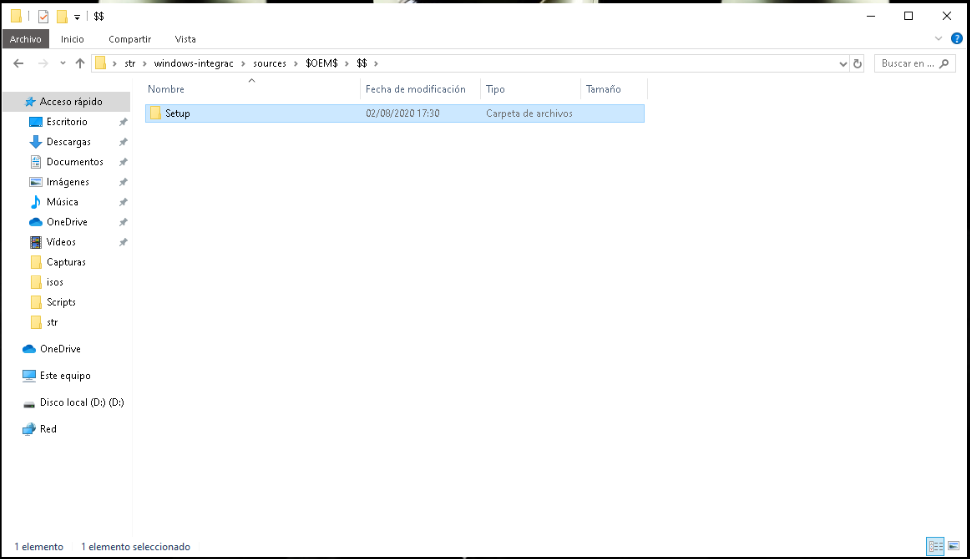 $$
Archivo Inicio Compartir Vista
str windows-integrac sources $OEM$ $$ Buscar en ...
Nombre Fecha de modificación Tipo Tamaño
Setup 02/08/2020 17:30 Carpeta de archivos
Acceso rápido
Escritorio
Descargas
Documentos
Imágenes
Música
OneDrive
Vídeos
Capturas
isos
Scripts
str
OneDrive
Este equipo
Disco local (D:) (D:)
Red
1 elemento 1 elemento seleccionado